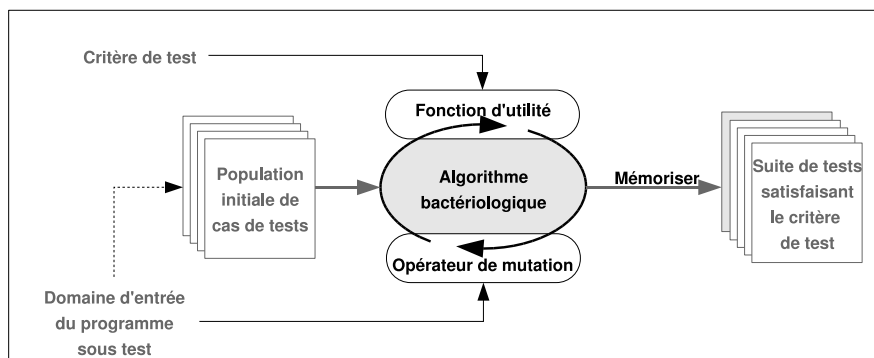 Critère de test
Fonction d'utilité
Population
initiale de
cas de tests
Algorithme
bactériologique
Mémoriser
Suite de tests
satisfaisant
le critère
de test
Opérateur de mutation
Domaine d'entrée
du programme
sous test